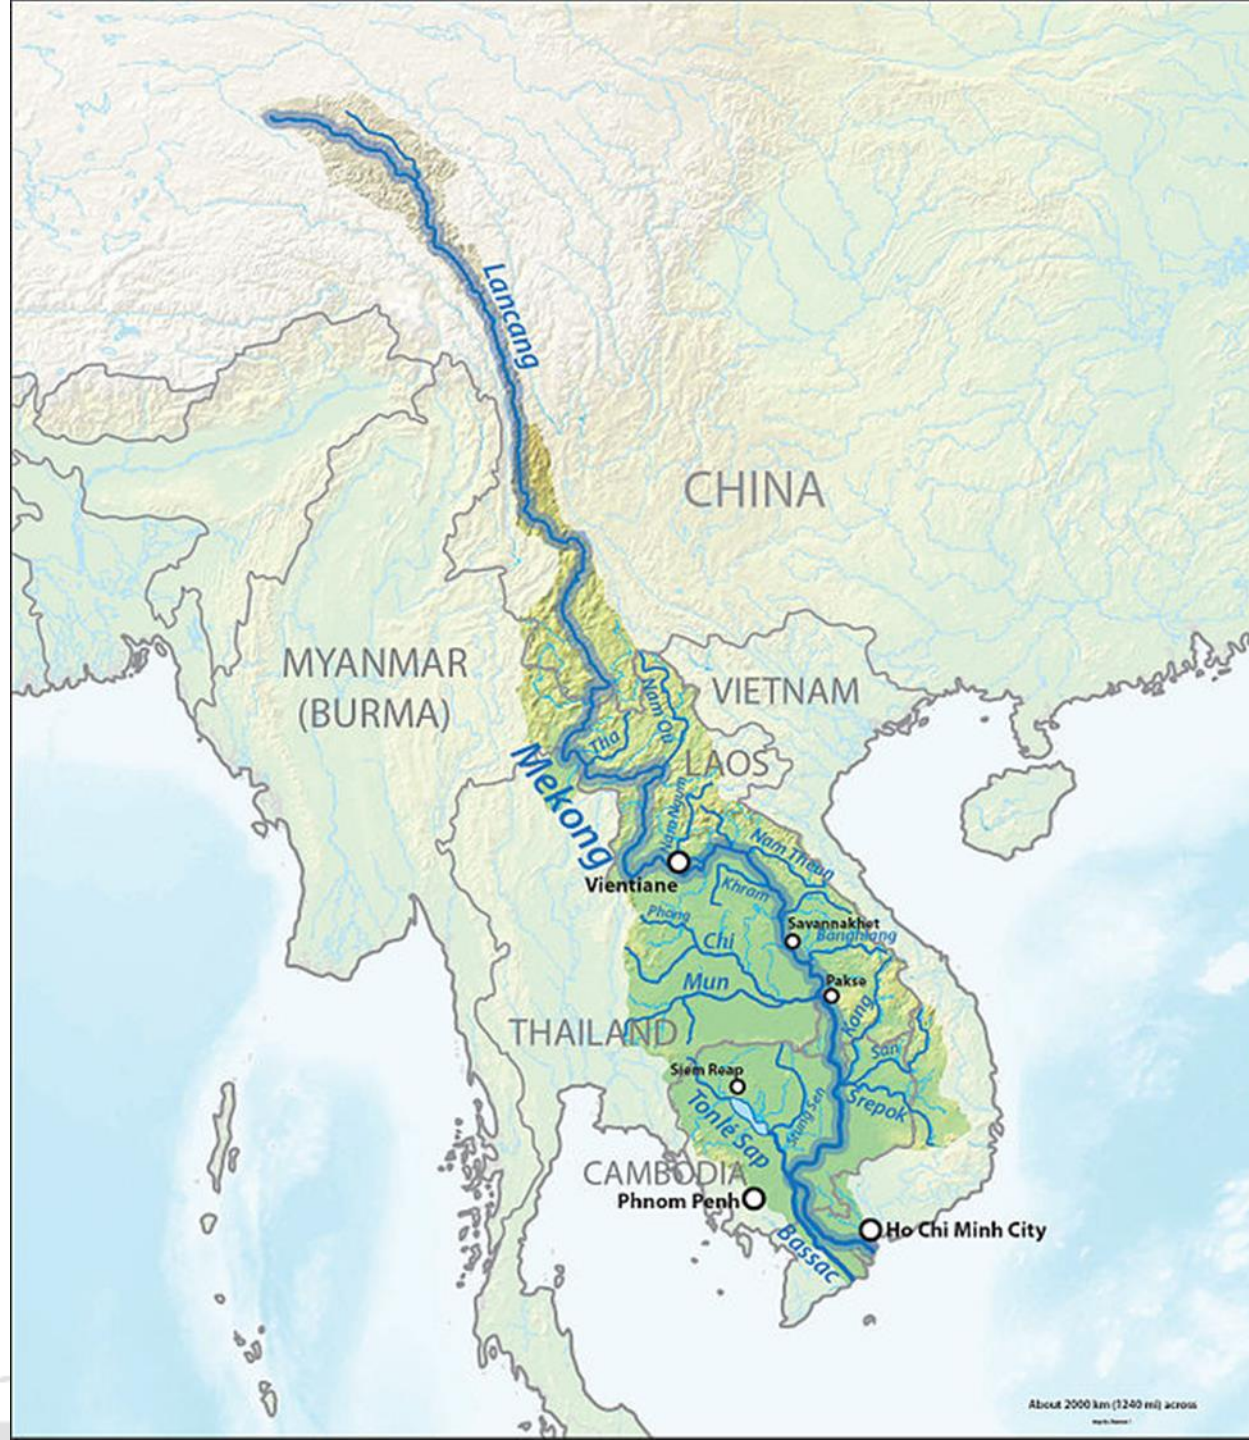 Lancang
CHINA
MYANMAR
(BURMA)
VIETNAM
Nam Ou
Tha
LAOS
Mekong
Nam Ngum
Nam Theun
Vientiane
Khram
Phong
Savannakhet
Banghiang
Chi
Mun
Pakse
Kong
THAILAND
San
Siem Reap
Srepok
Tonlé Sap
Stung Sen
CAMBODIA
Phnom Penh
Ho Chi Minh City
Bassac
About 2000 km (1240 mi) across